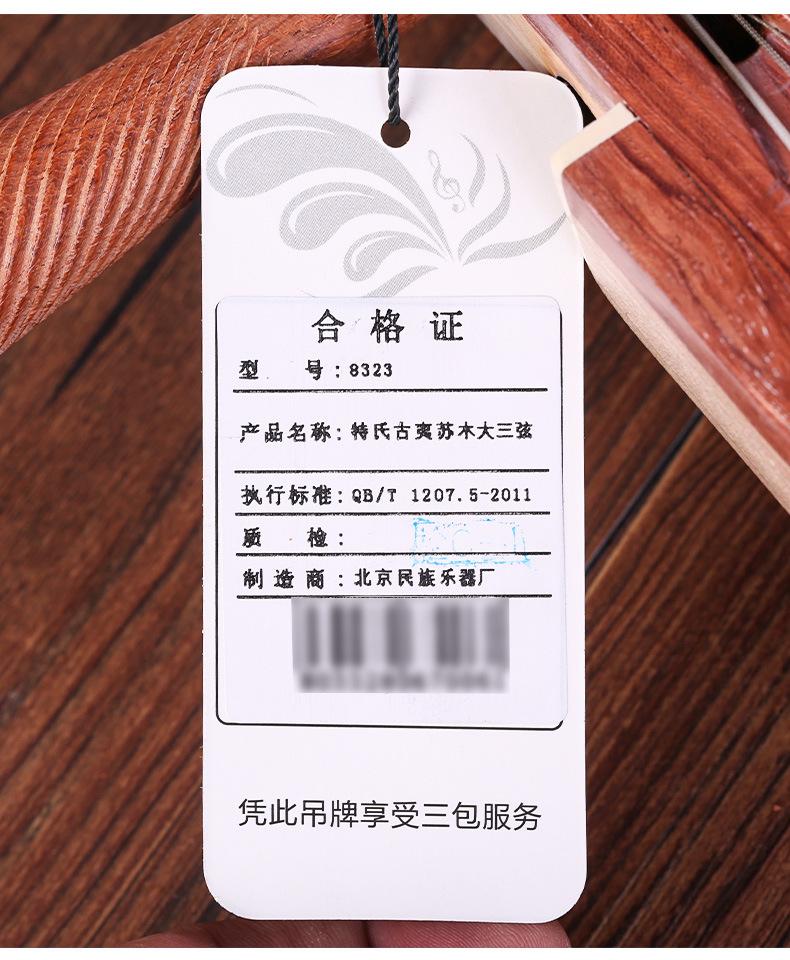 合格证
型号：8323
产品名称：特氏古夷苏木大三弦
执行标准：QB/T 1207.5-2011
质检：
制造商：北京民族乐器厂
凭此吊牌享受三包服务